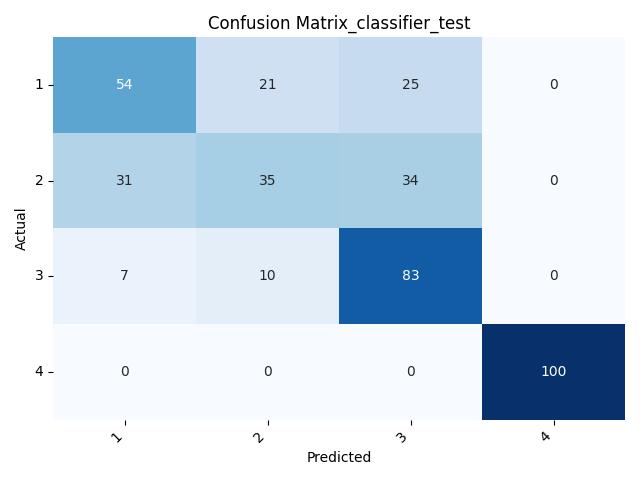 Confusion Matrix_classifier_test
Actual
1 54 21 25 0
2 31 35 34 0
3 7 10 83 0
4 0 0 0 100
1 2 3 4
Predicted